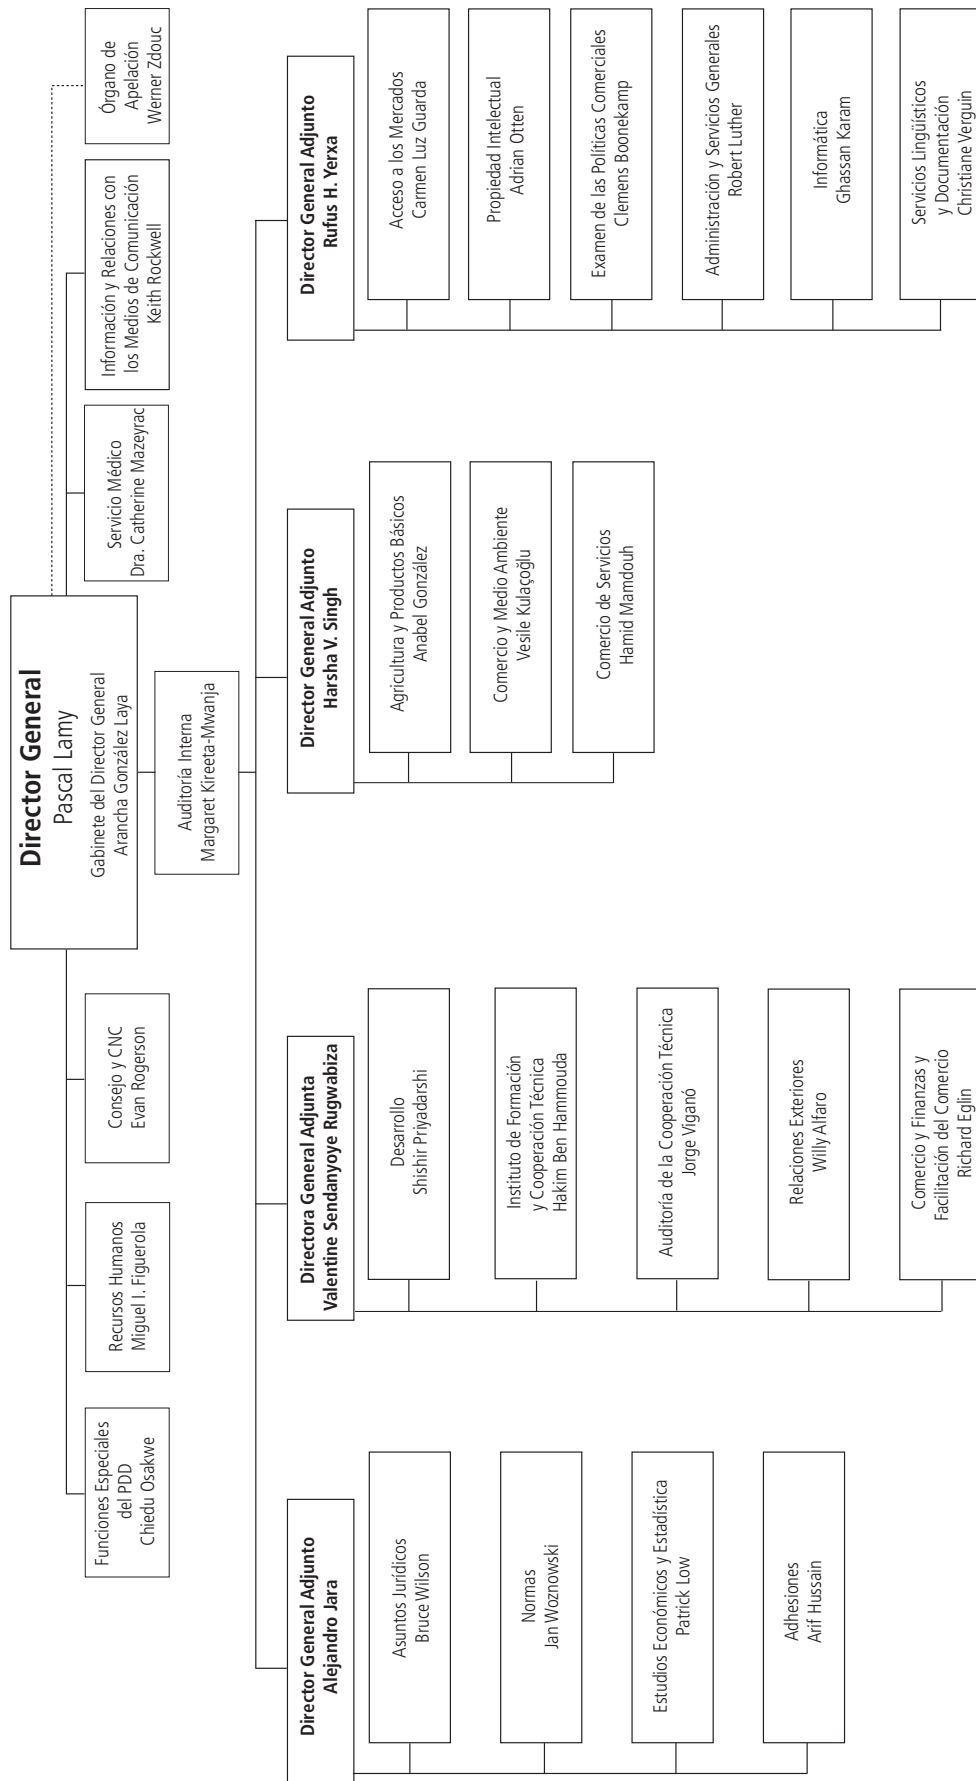 Director General
Pascal Lamy
Gabinete del Director General
Arancha González Laya
Funciones Especiales
del PDD
Chiedu Osakwe
Recursos Humanos
Miguel I. Figuerola
Consejo y CNC
Evan Rogerson
Servicio Médico
Dra. Catherine Mazeyrac
Información y Relaciones con
los Medios de Comunicación
Keith Rockwell
Órgano de
Apelación
Werner Zdouc
Auditoría Interna
Margaret Kireeta-Mwanja
Director General Adjunto
Alejandro Jara
Asuntos Jurídicos
Bruce Wilson
Normas
Jan Woznowski
Estudios Económicos y Estadística
Patrick Low
Adhesiones
Arif Hussain
Directora General Adjunta
Valentine Sendanyoye Rugwabiza
Desarrollo
Shishir Priyadarshi
Instituto de Formación
y Cooperación Técnica
Hakim Ben Hammouda
Auditoría de la Cooperación Técnica
Jorge Viganó
Relaciones Exteriores
Willy Alfaro
Comercio y Finanzas y
Facilitación del Comercio
Richard Eglin
Director General Adjunto
Harsha V. Singh
Agricultura y Productos Básicos
Anabel González
Comercio y Medio Ambiente
Vesile Kulaçoğlu
Comercio de Servicios
Hamid Mamdouh
Director General Adjunto
Rufus H. Yerxa
Acceso a los Mercados
Carmen Luz Guarda
Propiedad Intelectual
Adrian Otten
Examen de las Políticas Comerciales
Clemens Boonekamp
Administración y Servicios Generales
Robert Luther
Informática
Ghassan Karam
Servicios Lingüísticos
y Documentación
Christiane Verguin